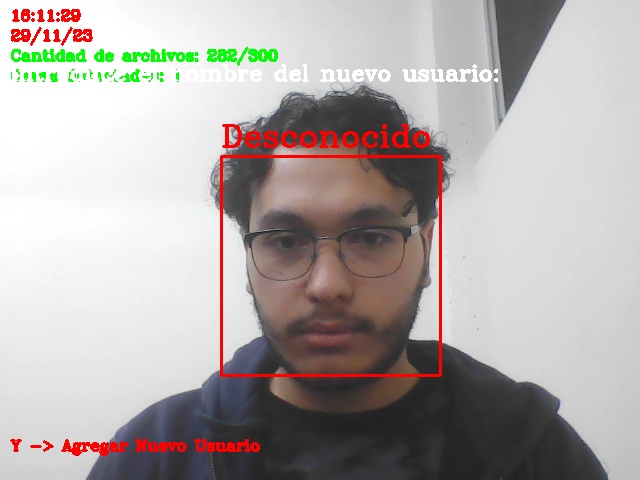 16:11:29
29/11/23
Cantidad de archivos: 282/300
nombre del nuevo usuario:
Desconocido
Y -> Agregar Nuevo Usuario